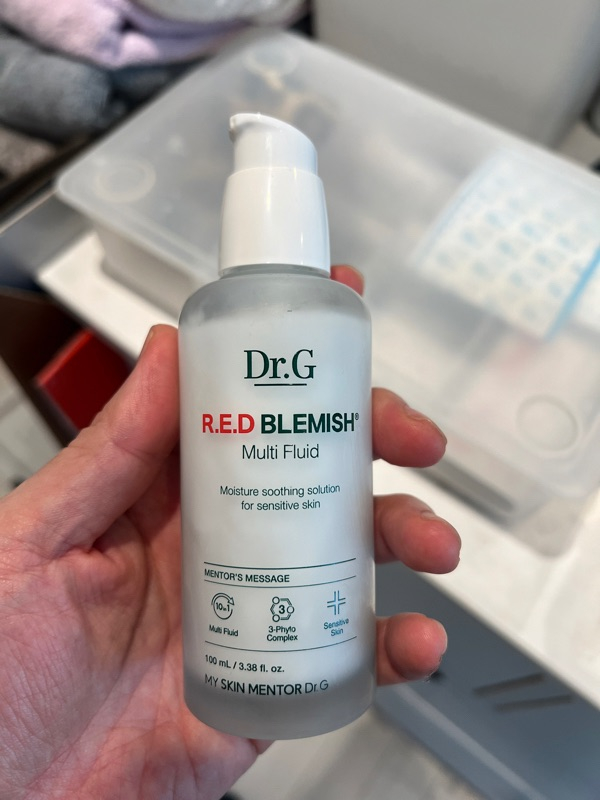 Dr.G
R.E.D BLEMISH®
Multi Fluid
Moisture soothing solution
for sensitive skin
MENTOR'S MESSAGE
10in1
3
Multi Fluid
3-Phyto
Complex
Sensitive
Skin
100 mL / 3.38 fl. oz.
MY SKIN MENTOR Dr.G